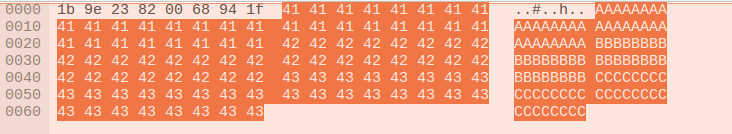 0000 1b 9e 23 82 00 68 94 1f 41 41 41 41 41 41 41 41 ..#..h.. AAAAAAAA
0010 41 41 41 41 41 41 41 41 41 41 41 41 41 41 41 41 AAAAAAAA AAAAAAAA
0020 41 41 41 41 41 41 41 41 42 42 42 42 42 42 42 42 AAAAAAAA BBBBBBBB
0030 42 42 42 42 42 42 42 42 42 42 42 42 42 42 42 42 BBBBBBBB BBBBBBBB
0040 42 42 42 42 42 42 42 42 43 43 43 43 43 43 43 43 BBBBBBBB CCCCCCCC
0050 43 43 43 43 43 43 43 43 43 43 43 43 43 43 43 43 CCCCCCCC CCCCCCCC
0060 43 43 43 43 43 43 43 43 CCCCCCCC